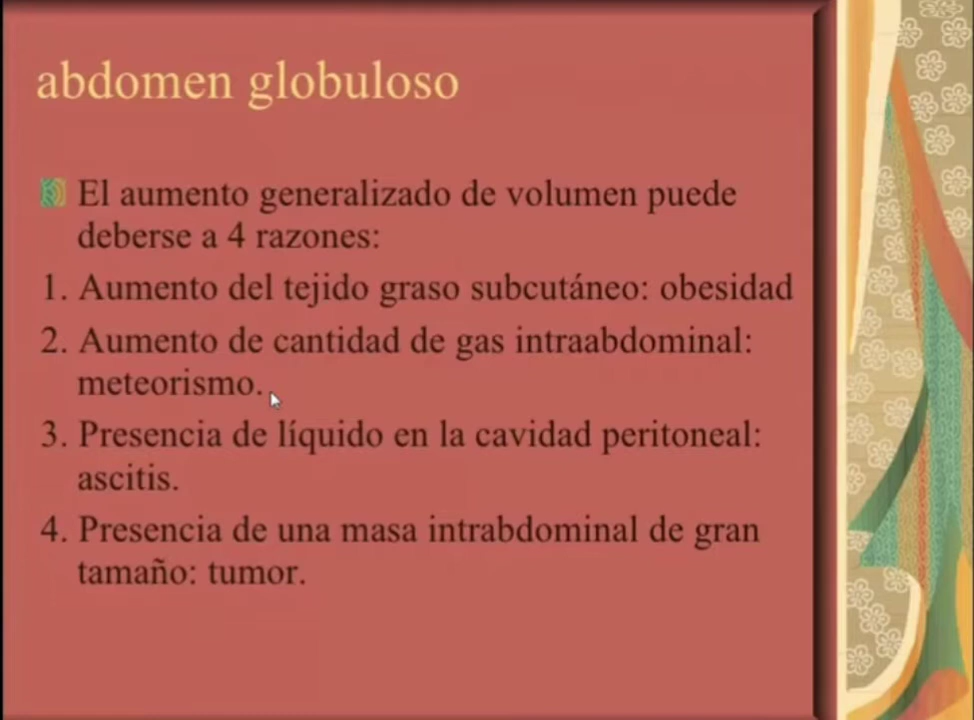 abdomen globuloso
El aumento generalizado de volumen puede
deberse a 4 razones:
1. Aumento del tejido graso subcutáneo: obesidad
2. Aumento de cantidad de gas intraabdominal:
meteorismo.
3. Presencia de líquido en la cavidad peritoneal:
ascitis.
4. Presencia de una masa intrabdominal de gran
tamaño: tumor.